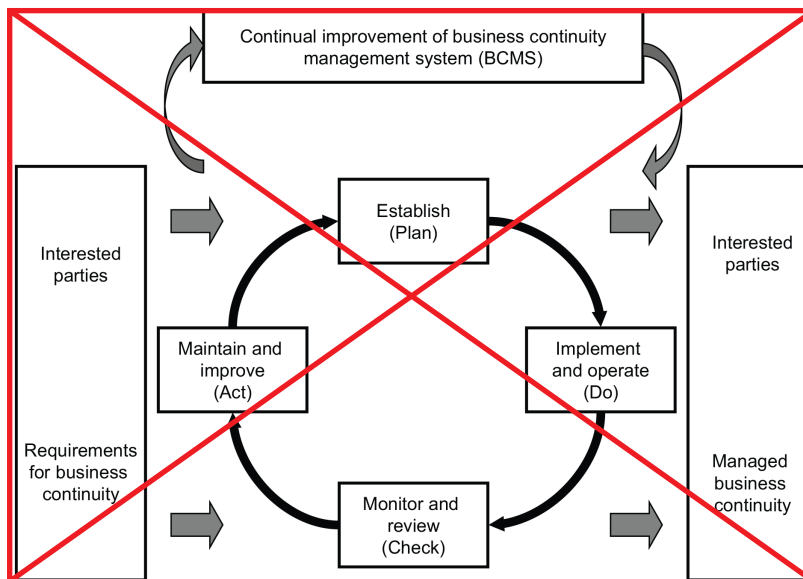 Continual improvement of business continuity
management system (BCMS)
Establish
(Plan)
Interested
parties
Interested
parties
Maintain and
improve
(Act)
Implement
and operate
(Do)
Requirements
for business
continuity
Managed
business
continuity
Monitor and
review
(Check)